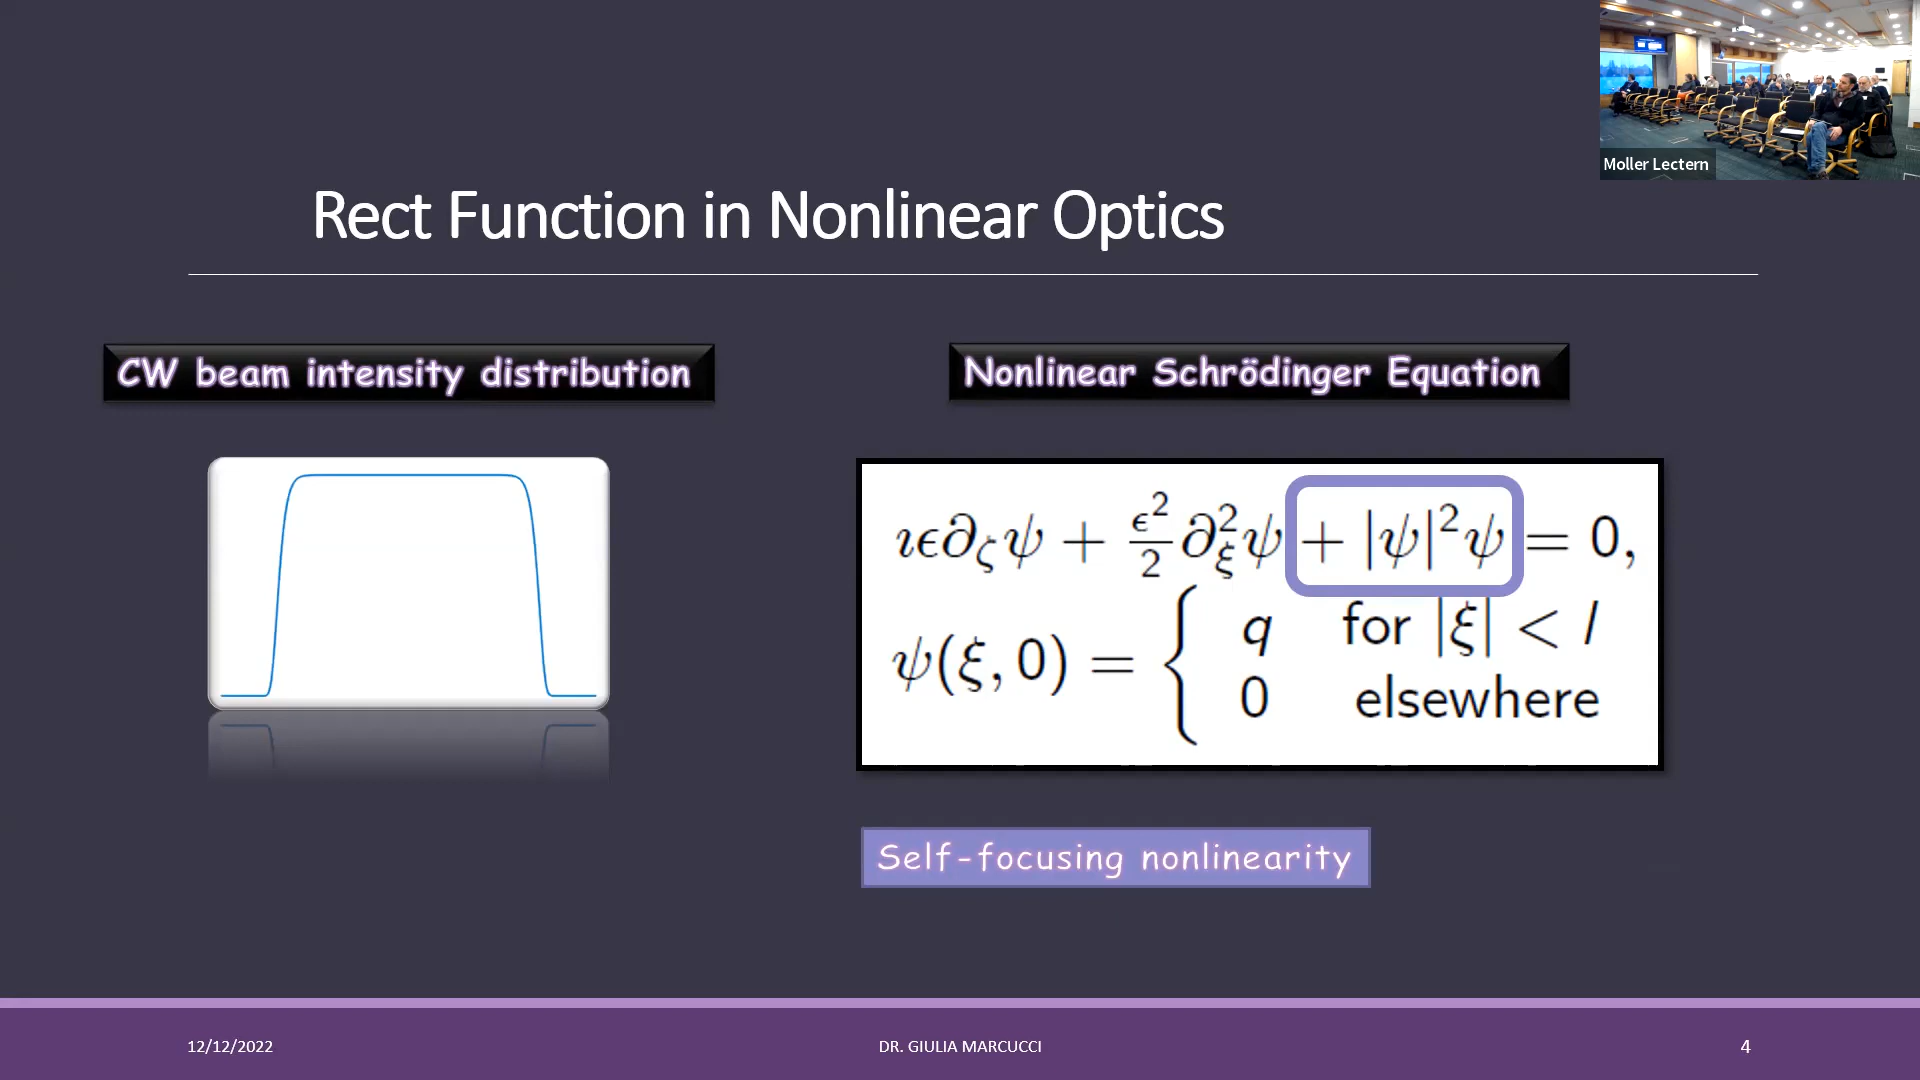 Moller Lectern
Rect Function in Nonlinear Optics
CW beam intensity distribution
Nonlinear Schrödinger Equation
ıϵ∂_ζψ + ϵ²/2 ∂²_ξψ + |ψ|²ψ = 0,
ψ(ξ, 0) = { q for |ξ| < l
0 elsewhere
Self-focusing nonlinearity
12/12/2022
DR. GIULIA MARCUCCI
4